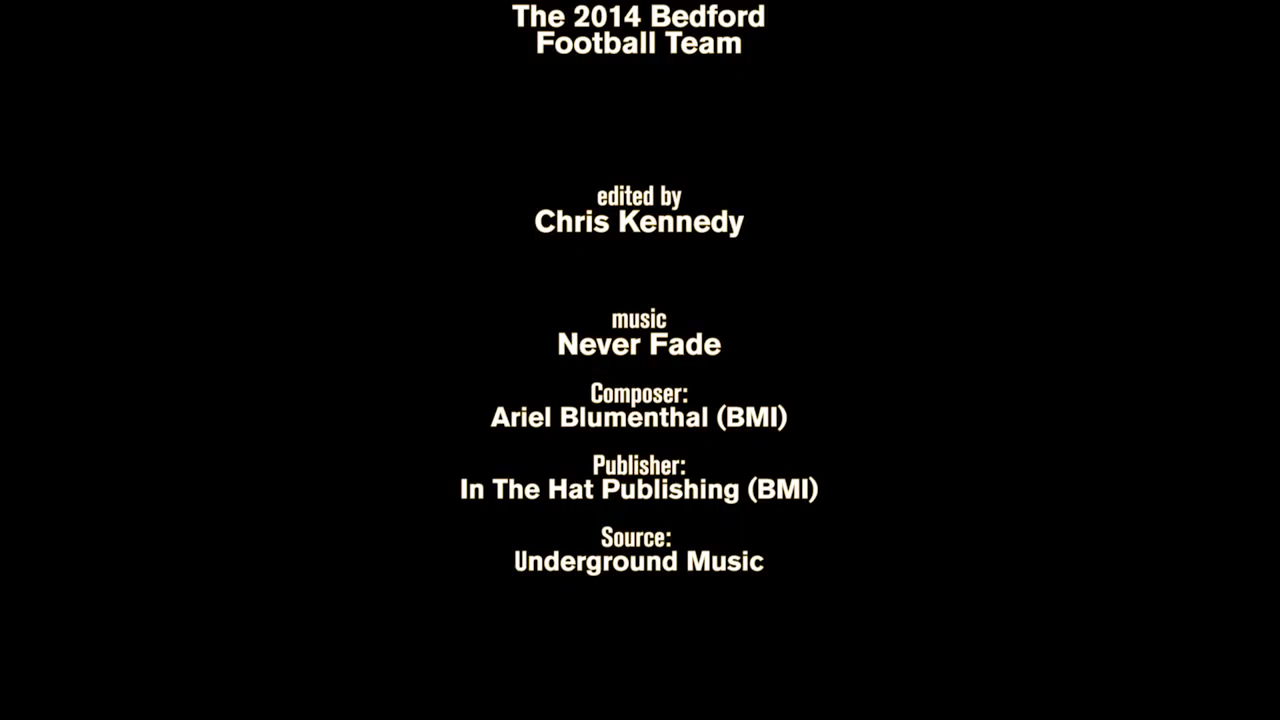 The 2014 Bedford
Football Team
edited by
Chris Kennedy
music
Never Fade
Composer:
Ariel Blumenthal (BMI)
Publisher:
In The Hat Publishing (BMI)
Source:
Underground Music